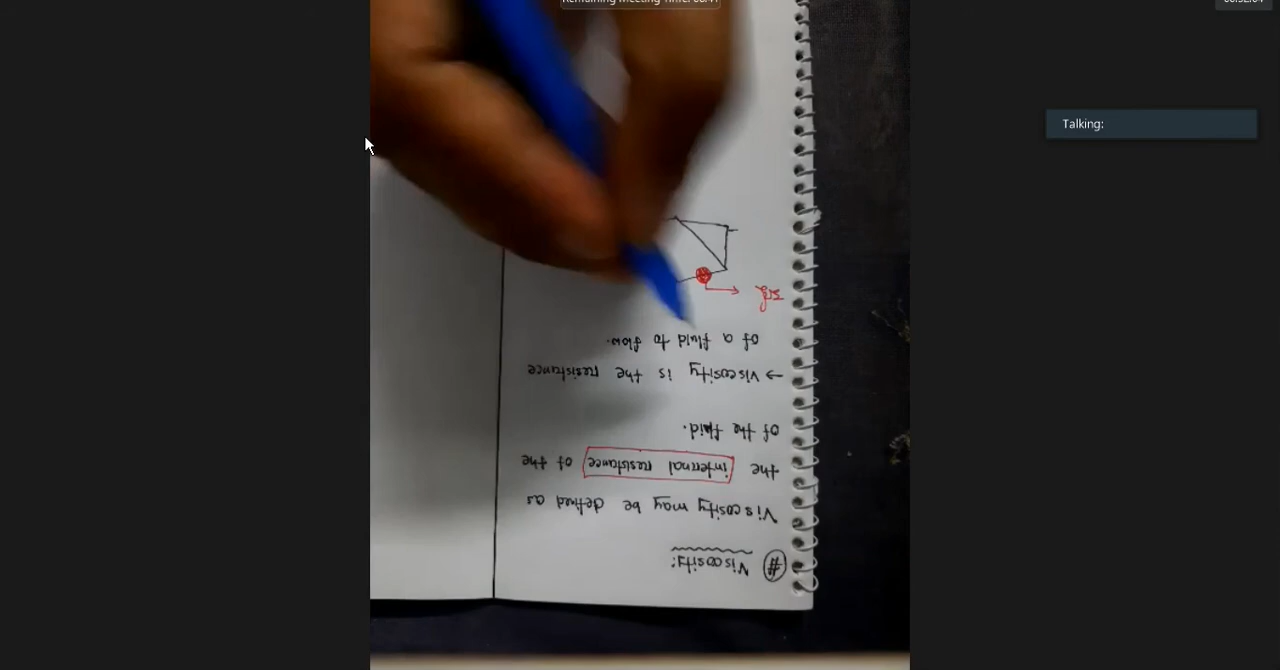 Talking:
# Viscosity:
Viscosity may be defined as
the internal resistance of the
of the fluid.
→ Viscosity is the resistance
of a fluid to flow.